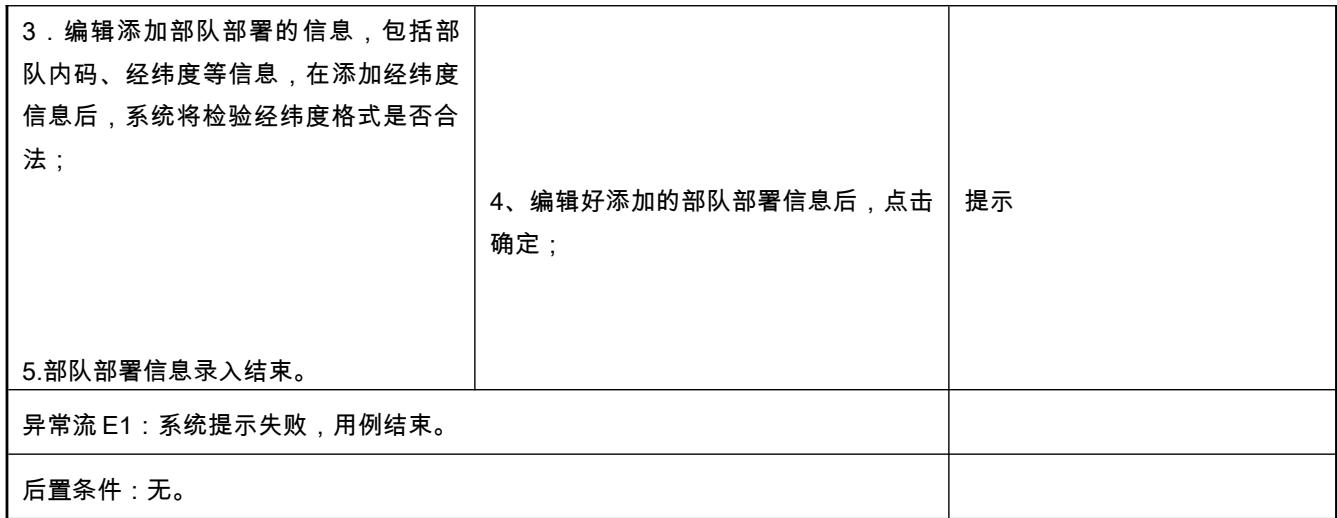 3．编辑添加部队部署的信息，包括部
队内码、经纬度等信息，在添加经纬度
信息后，系统将检验经纬度格式是否合
法；
4、编辑好添加的部队部署信息后，点击
确定；
提示
5.部队部署信息录入结束。
异常流 E1：系统提示失败，用例结束。
后置条件：无。